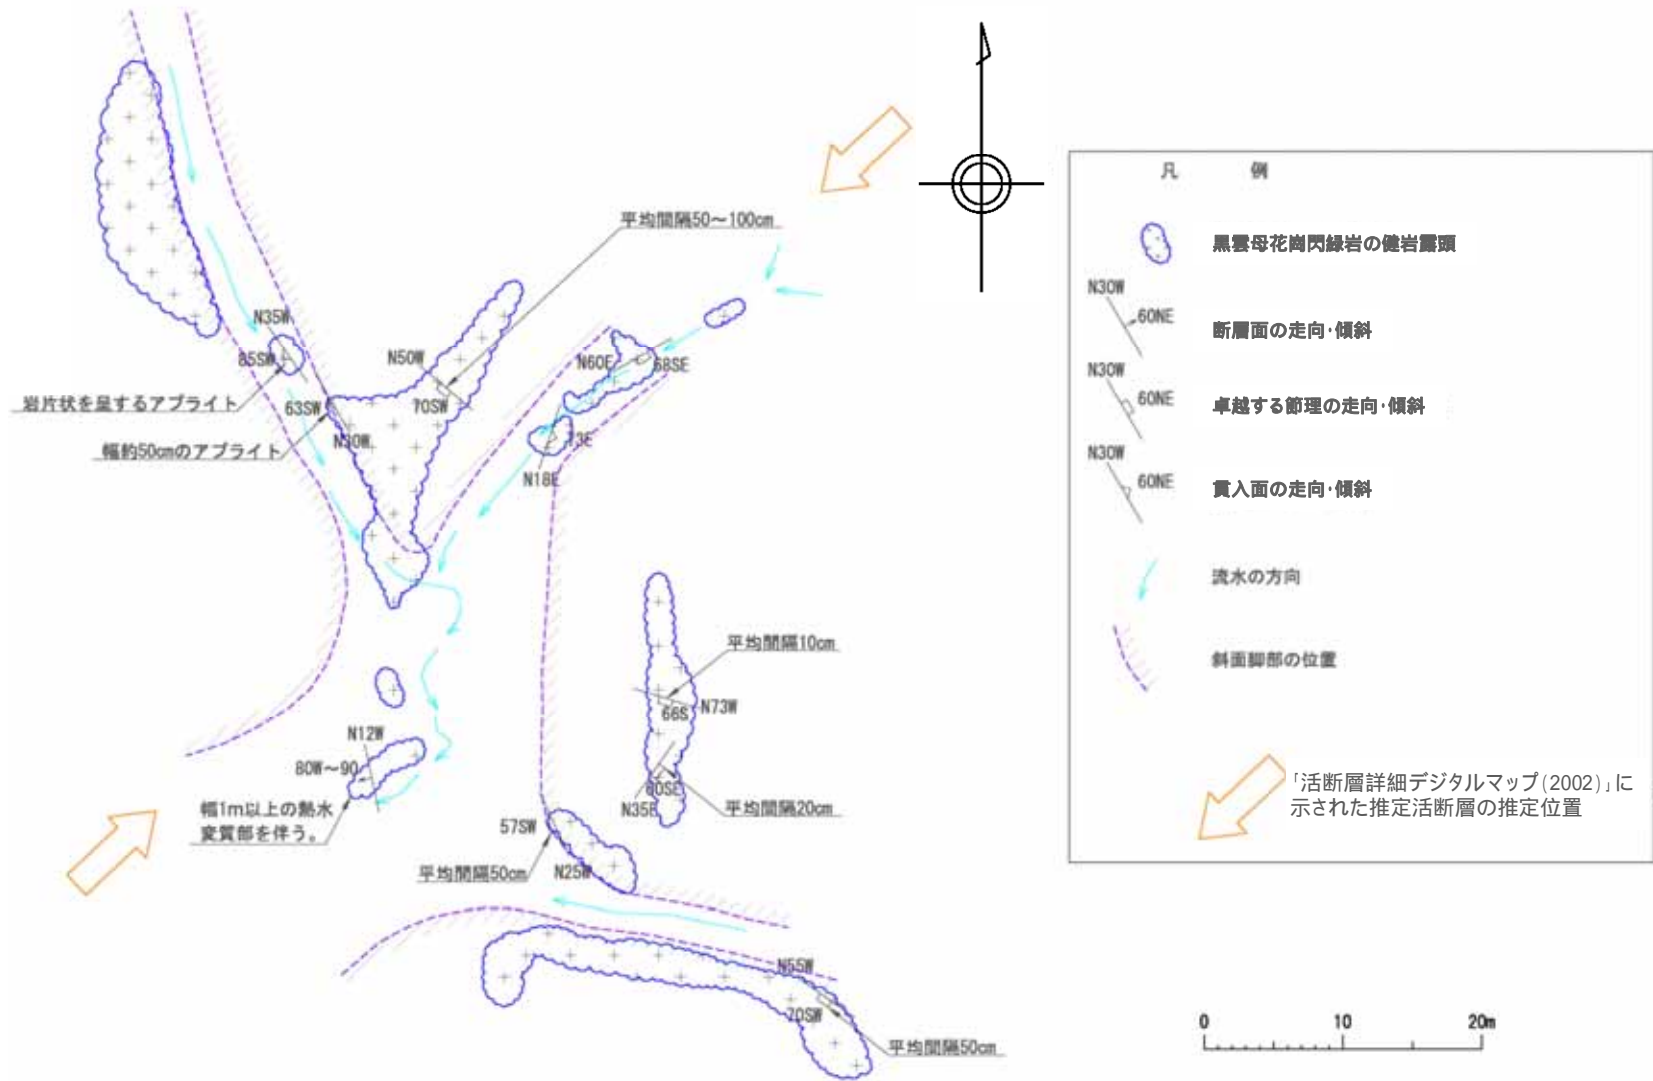 平均間隔50～100cm
N35W
85SW
岩片状を呈するアプライト
63SW
N30W
幅約50cmのアプライト
N50W
70SW
N60E
68SE
73E
N18E
平均間隔10cm
N73W
66S
60SE
N35E
平均間隔20cm
N12W
80W～90
幅1m以上の熱水
変質部を伴う。
57SW
N25W
平均間隔50cm
N55W
70SW
平均間隔50cm
凡 例
黒雲母花崗閃緑岩の健岩露頭
N30W
60NE
断層面の走向･傾斜
N30W
60NE
卓越する節理の走向･傾斜
N30W
60NE
貫入面の走向･傾斜
流水の方向
斜面脚部の位置
「活断層詳細デジタルマップ(2002)」に
示された推定活断層の推定位置
0 10 20m